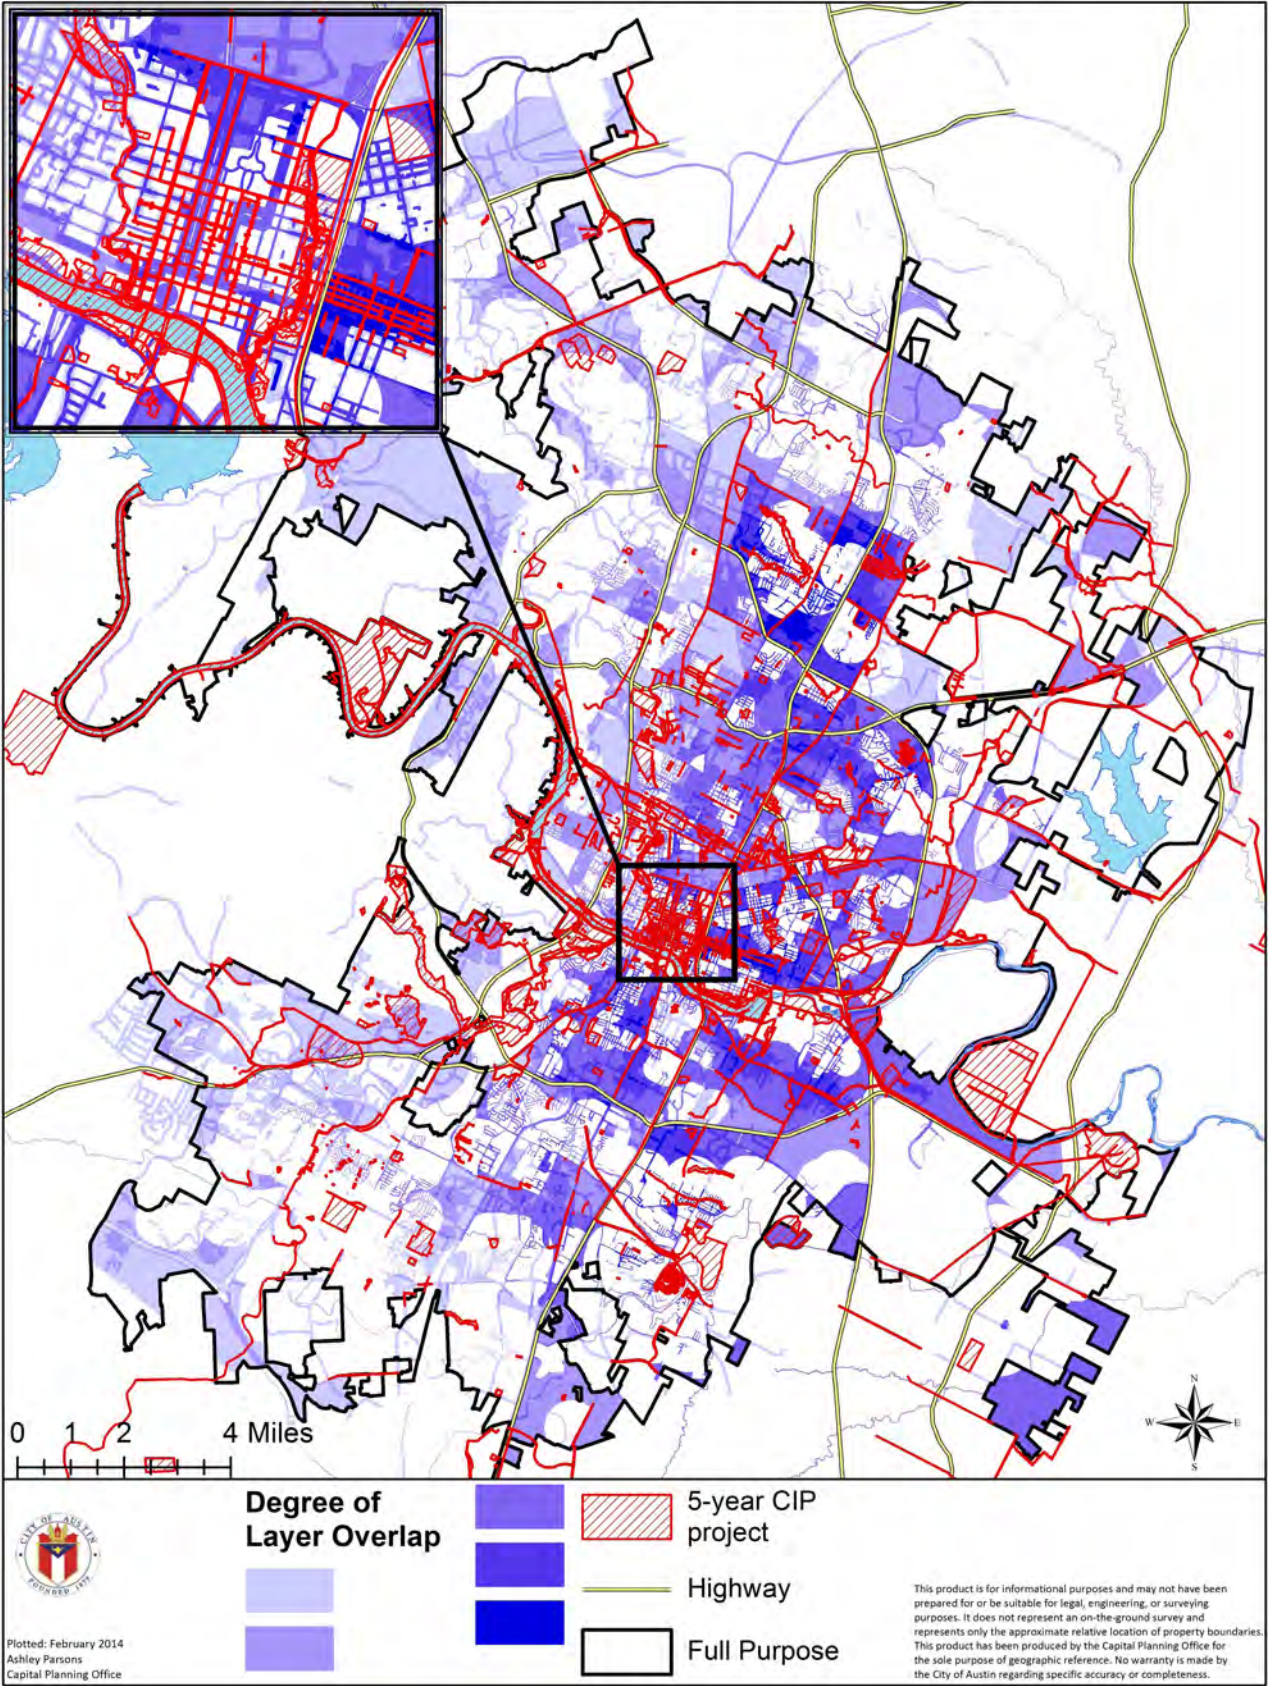 N
W
E
S
0 1 2 4 Miles
CITY OF AUSTIN
FOUNDED 1839
Plotted: February 2014
Ashley Parsons
Capital Planning Office
Degree of
Layer Overlap
5-year CIP
project
Highway
Full Purpose
This product is for informational purposes and may not have been
prepared for or be suitable for legal, engineering, or surveying
purposes. It does not represent an on-the-ground survey and
represents only the approximate relative location of property boundaries.
This product has been produced by the Capital Planning Office for
the sole purpose of geographic reference. No warranty is made by
the City of Austin regarding specific accuracy or completeness.